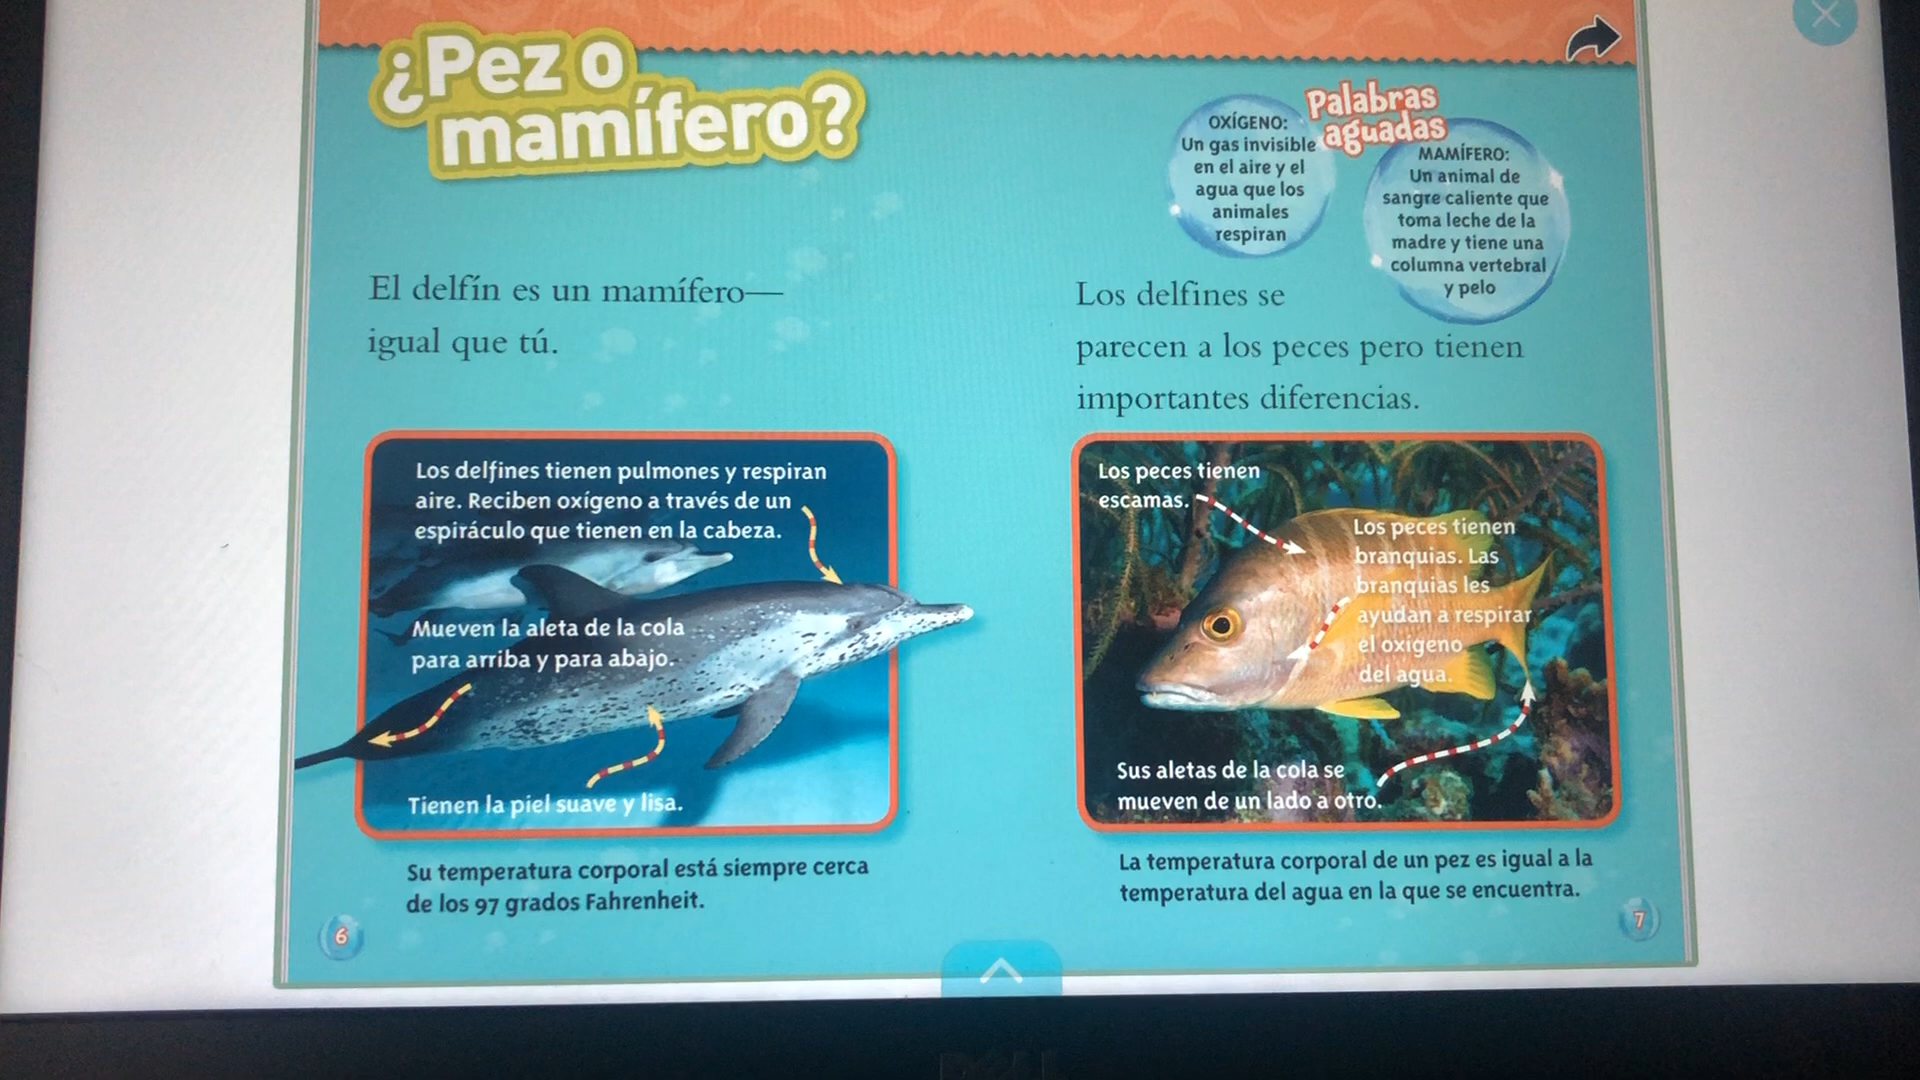 ¿Pez o
mamífero?
El delfín es un mamífero—
igual que tú.
Los delfines tienen pulmones y respiran
aire. Reciben oxígeno a través de un
espiráculo que tienen en la cabeza.
Mueven la aleta de la cola
para arriba y para abajo.
Tienen la piel suave y lisa.
Su temperatura corporal está siempre cerca
de los 97 grados Fahrenheit.
6
Palabras
aguadas
OXÍGENO:
Un gas invisible
en el aire y el
agua que los
animales
respiran
MAMÍFERO:
Un animal de
sangre caliente que
toma leche de la
madre y tiene una
columna vertebral
y pelo
Los delfines se
parecen a los peces pero tienen
importantes diferencias.
Los peces tienen
escamas.
Los peces tienen
branquias. Las
branquias les
ayudan a respirar
el oxígeno
del agua.
Sus aletas de la cola se
mueven de un lado a otro.
La temperatura corporal de un pez es igual a la
temperatura del agua en la que se encuentra.
7